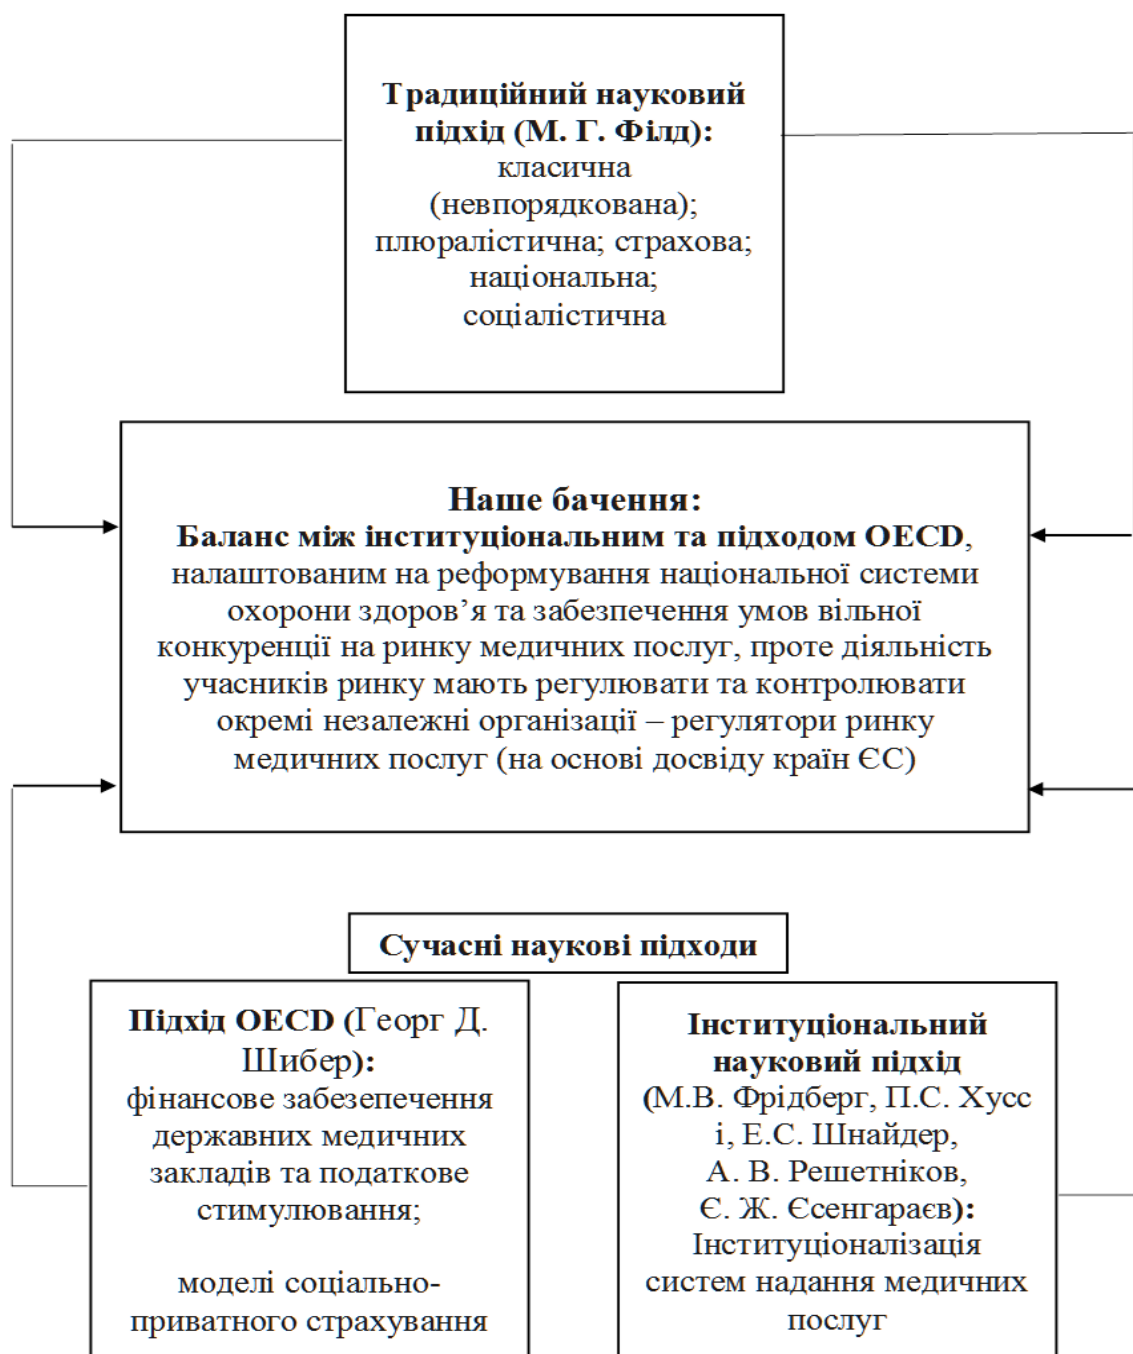 Традиційний науковий
підхід (М. Г. Філд):
класична
(невпорядкована);
плюралістична; страхова;
національна;
соціалістична
Наше бачення:
Баланс між інституціональним та підходом OECD,
налаштованим на реформування національної системи
охорони здоров’я та забезпечення умов вільної
конкуренції на ринку медичних послуг, проте діяльність
учасників ринку мають регулювати та контролювати
окремі незалежні організації – регулятори ринку
медичних послуг (на основі досвіду країн ЄС)
Сучасні наукові підходи
Підхід OECD (Георг Д.
Шибер):
фінансове забезепечення
державних медичних
закладів та податкове
стимулювання;
моделі соціально-
приватного страхування
Інституціональний
науковий підхід
(М.В. Фрідберг, П.С. Хусс
і, Е.С. Шнайдер,
А. В. Решетніков,
Є. Ж. Єсенгараєв):
Інституціоналізація
систем надання медичних
послуг